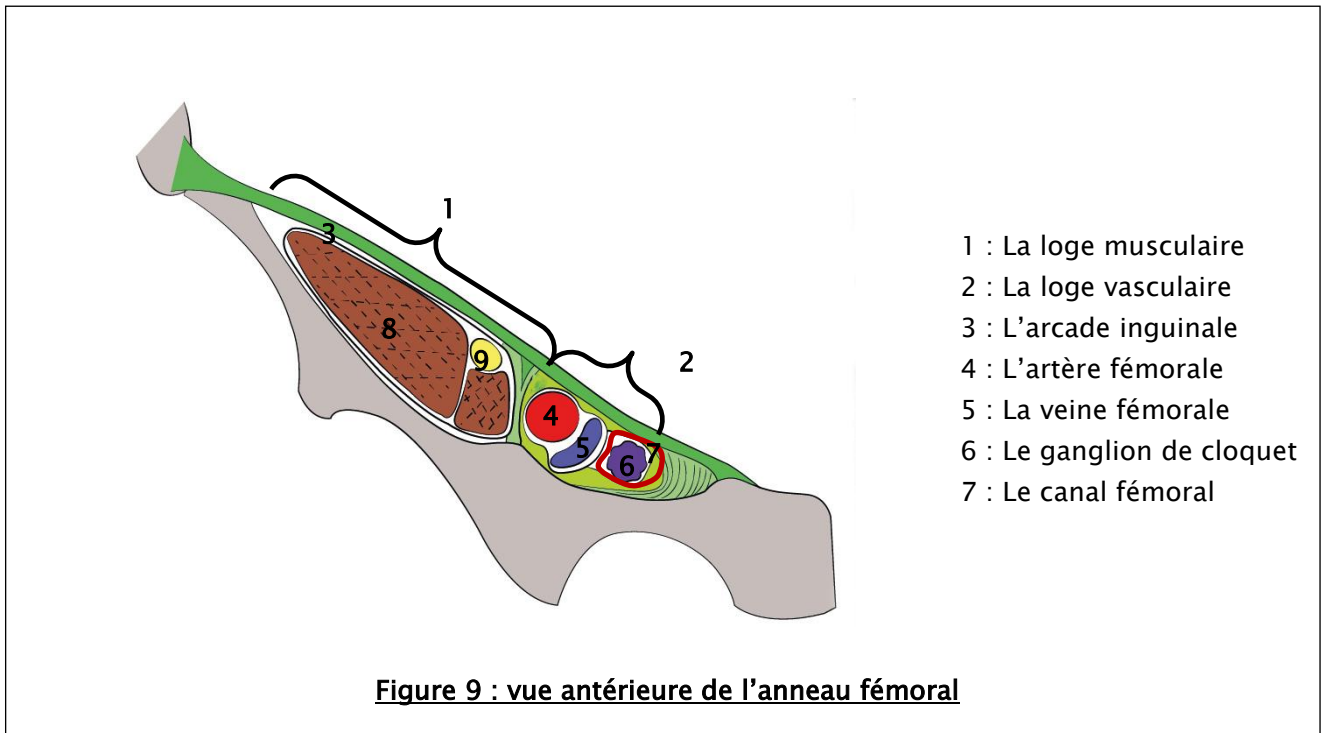 1
3
8
9
2
4
5
7
6
1 : La loge musculaire
2 : La loge vasculaire
3 : L’arcade inguinale
4 : L’artère fémorale
5 : La veine fémorale
6 : Le ganglion de cloquet
7 : Le canal fémoral
Figure 9 : vue antérieure de l’anneau fémoral